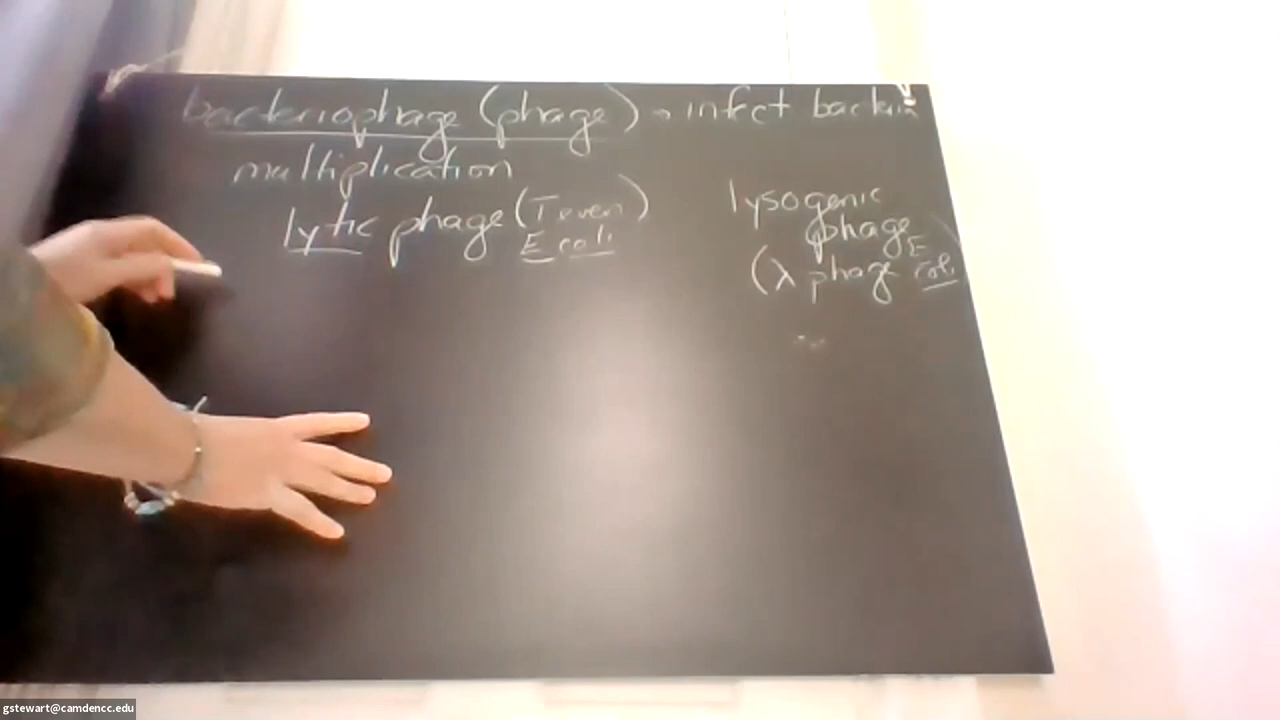 bacteriophage (phage) → infect bacteria
multiplication
lytic phage (T even)
E coli
lysogenic
phage
(λ phage E coli
gstewart@camdencc.edu